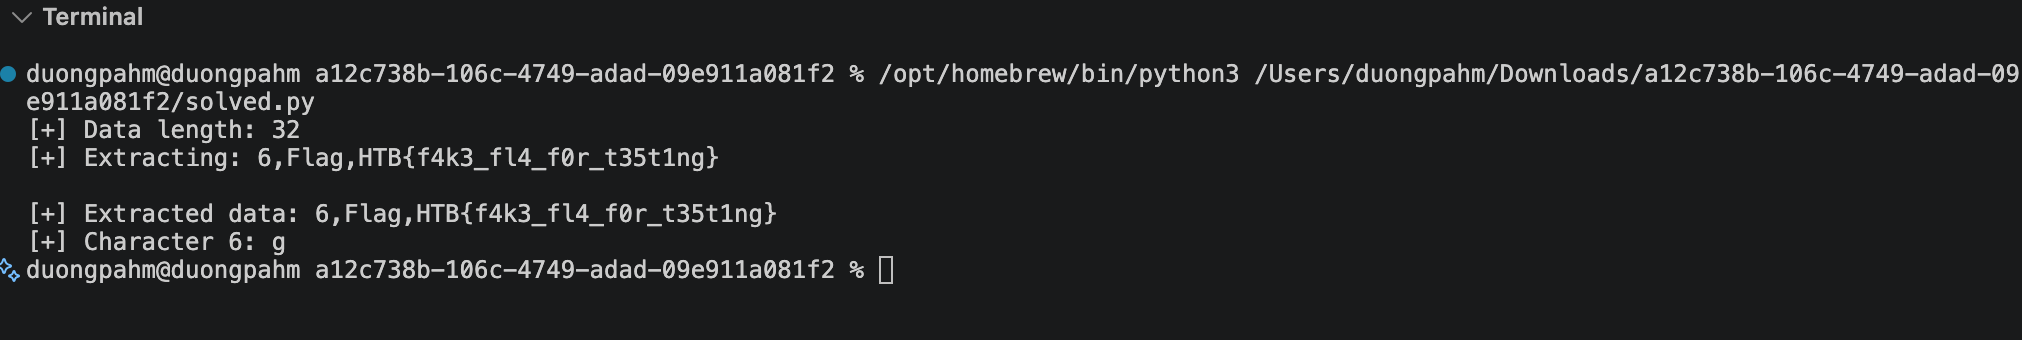 Terminal
duongpahm@duongpahm a12c738b-106c-4749-adad-09e911a081f2 % /opt/homebrew/bin/python3 /Users/duongpahm/Downloads/a12c738b-106c-4749-adad-09
e911a081f2/solved.py
[+] Data length: 32
[+] Extracting: 6,Flag,HTB{f4k3_fl4_f0r_t35t1ng}
[+] Extracted data: 6,Flag,HTB{f4k3_fl4_f0r_t35t1ng}
[+] Character 6: g
duongpahm@duongpahm a12c738b-106c-4749-adad-09e911a081f2 %